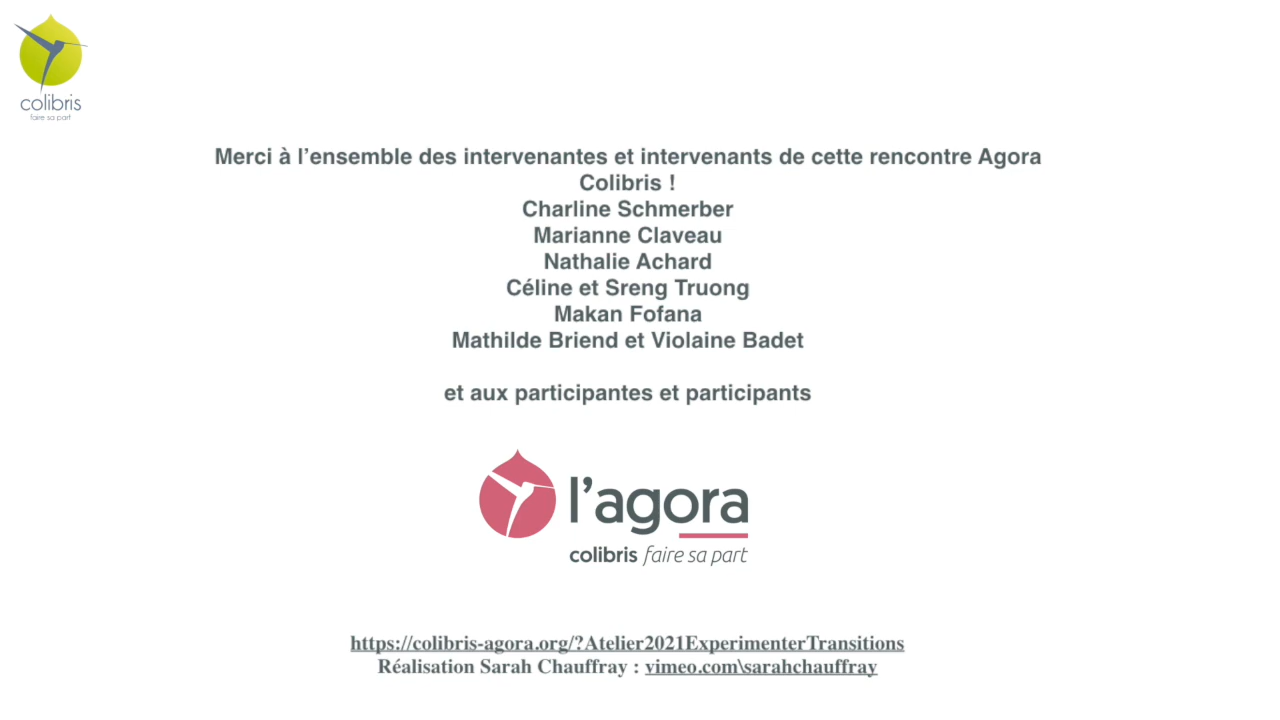 colibris
faire sa part
Merci à l’ensemble des intervenantes et intervenants de cette rencontre Agora
Colibris !
Charline Schmerber
Marianne Claveau
Nathalie Achard
Céline et Sreng Truong
Makan Fofana
Mathilde Briend et Violaine Badet
et aux participantes et participants
l’agora
colibris faire sa part
https://colibris-agora.org/?Atelier2021ExperimenterTransitions
Réalisation Sarah Chauffray : vimeo.com\sarahchauffray